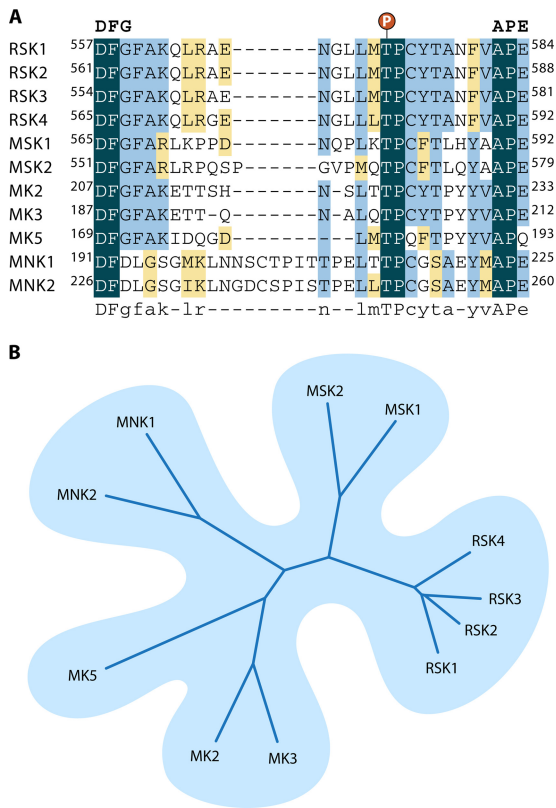 A
DFG P APE
RSK1 557 DFGFAKQLRAE-------NGLLMTPCYTANFVAPE 584
RSK2 561 DFGFAKQLRAE-------NGLLMTPCYTANFVAPE 588
RSK3 554 DFGFAKQLRAE-------NGLLMTPCYTANFVAPE 581
RSK4 565 DFGFAKQLRGE-------NGLLLTPCYTANFVAPE 592
MSK1 565 DFGFARLKPPD-------NQPLKTPCFTLHYAAPE 592
MSK2 551 DFGFARLRPQSP------GVPMQTPCFTLQYAAPE 579
MK2 207 DFGFAKETTSH-------N-SLTTPCYTPYYVAPE 233
MK3 187 DFGFAKETT-Q-------N-ALQTPCYTPYYVAPE 212
MK5 169 DFGFAKIDQGD----------LMTPQFTPYYVAPQ 193
MNK1 191 DFDLGSGMKLNNSCTPITTPELTTPCGSAEYMAPE 225
MNK2 226 DFDLGSGIKLNGDCSPISTPELLTPCGSAEYMAPE 260
DFgfak-lr---------n--lmTPcyta-yvAPe
B
MSK2
MSK1
MNK1
MNK2
RSK4
RSK3
RSK2
RSK1
MK5
MK2
MK3